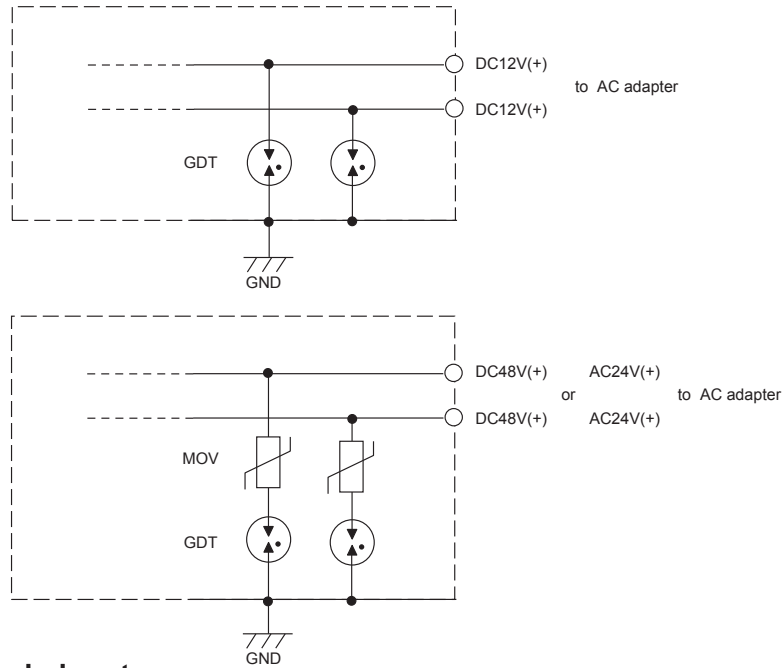 DC12V(+)
to AC adapter
DC12V(+)
GDT
GND
DC48V(+) AC24V(+)
or to AC adapter
DC48V(+) AC24V(+)
MOV
GDT
GND